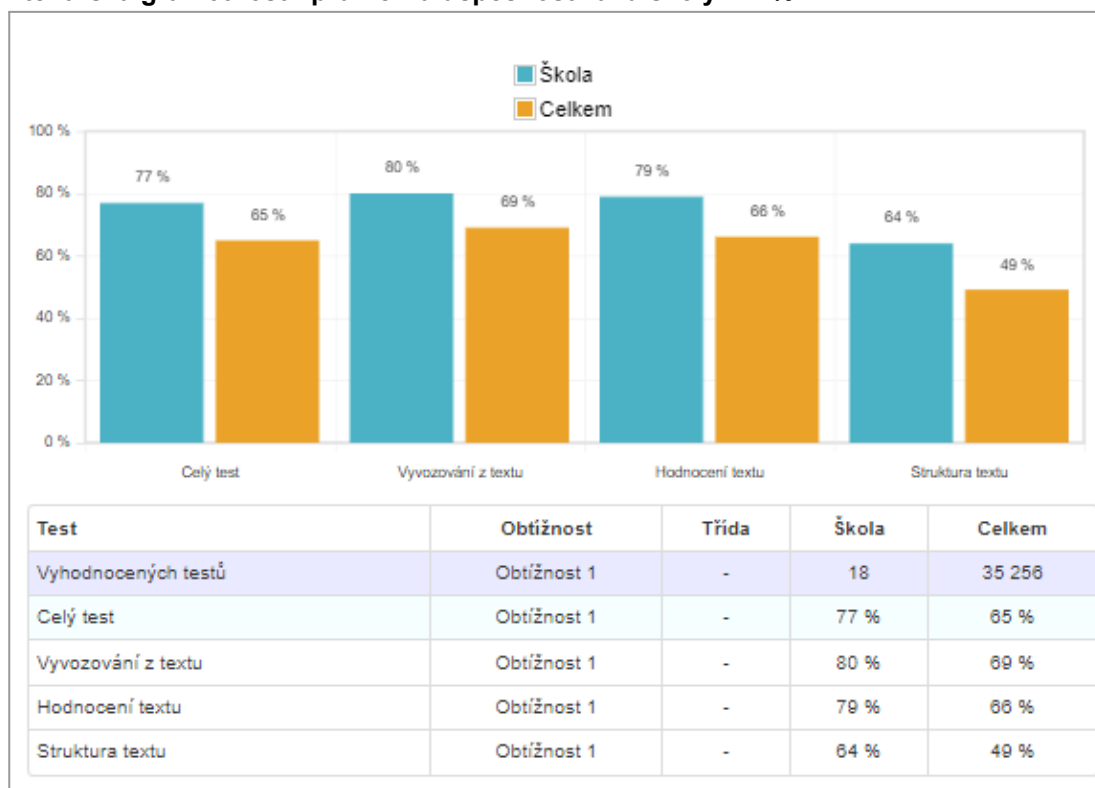 Škola
Celkem
100 %
80 %
60 %
40 %
20 %
0 %
77 %
65 %
80 %
69 %
79 %
66 %
64 %
49 %
Celý test
Vyvozování z textu
Hodnocení textu
Struktura textu
Test Obtížnost Třída Škola Celkem
Vyhodnocených testů Obtížnost 1 - 18 35 256
Celý test Obtížnost 1 - 77 % 65 %
Vyvozování z textu Obtížnost 1 - 80 % 69 %
Hodnocení textu Obtížnost 1 - 79 % 66 %
Struktura textu Obtížnost 1 - 64 % 49 %